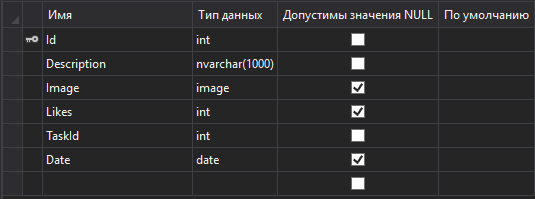 Имя Тип данных Допустимы значения NULL По умолчанию
Id int
Description nvarchar(1000)
Image image
Likes int
TaskId int
Date date